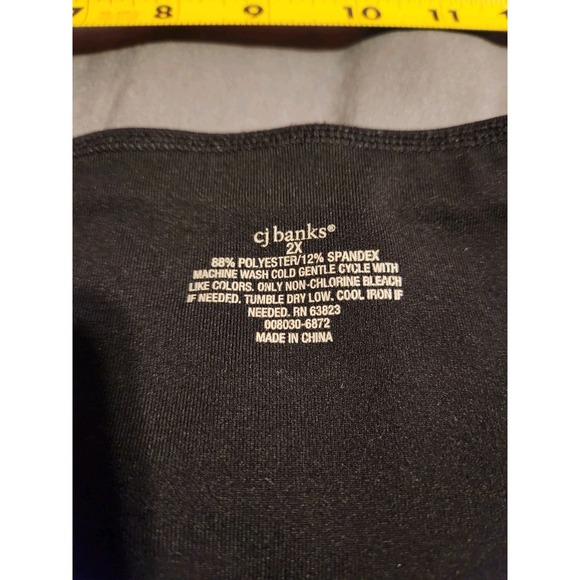 8 9 10 11
cj banks®
2X
88% POLYESTER/12% SPANDEX
MACHINE WASH COLD GENTLE CYCLE WITH
LIKE COLORS. ONLY NON-CHLORINE BLEACH
IF NEEDED. TUMBLE DRY LOW. COOL IRON IF
NEEDED. RN 63823
008030-6872
MADE IN CHINA